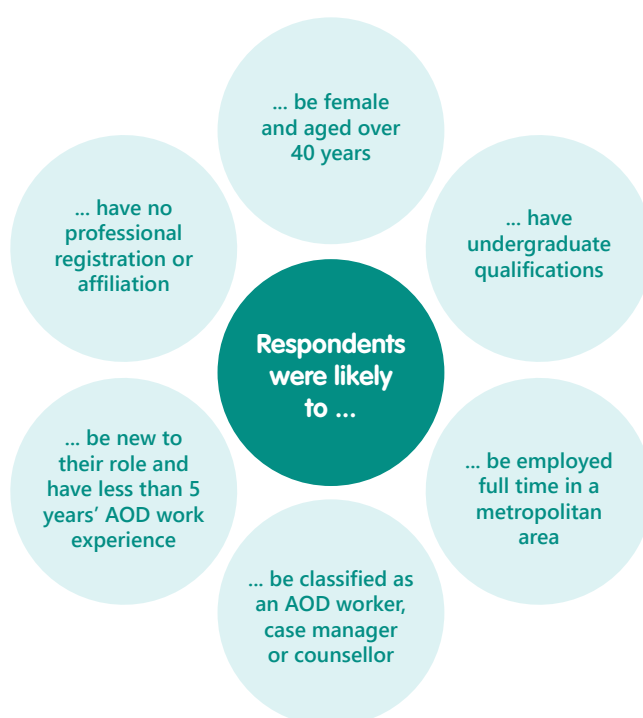 ... be female
and aged over
40 years
... have
undergraduate
qualifications
... be employed
full time in a
metropolitan
area
... be classified as
an AOD worker,
case manager
or counsellor
... be new to
their role and
have less than 5
years’ AOD work
experience
... have no
professional
registration or
affiliation
Respondents
were likely
to ...